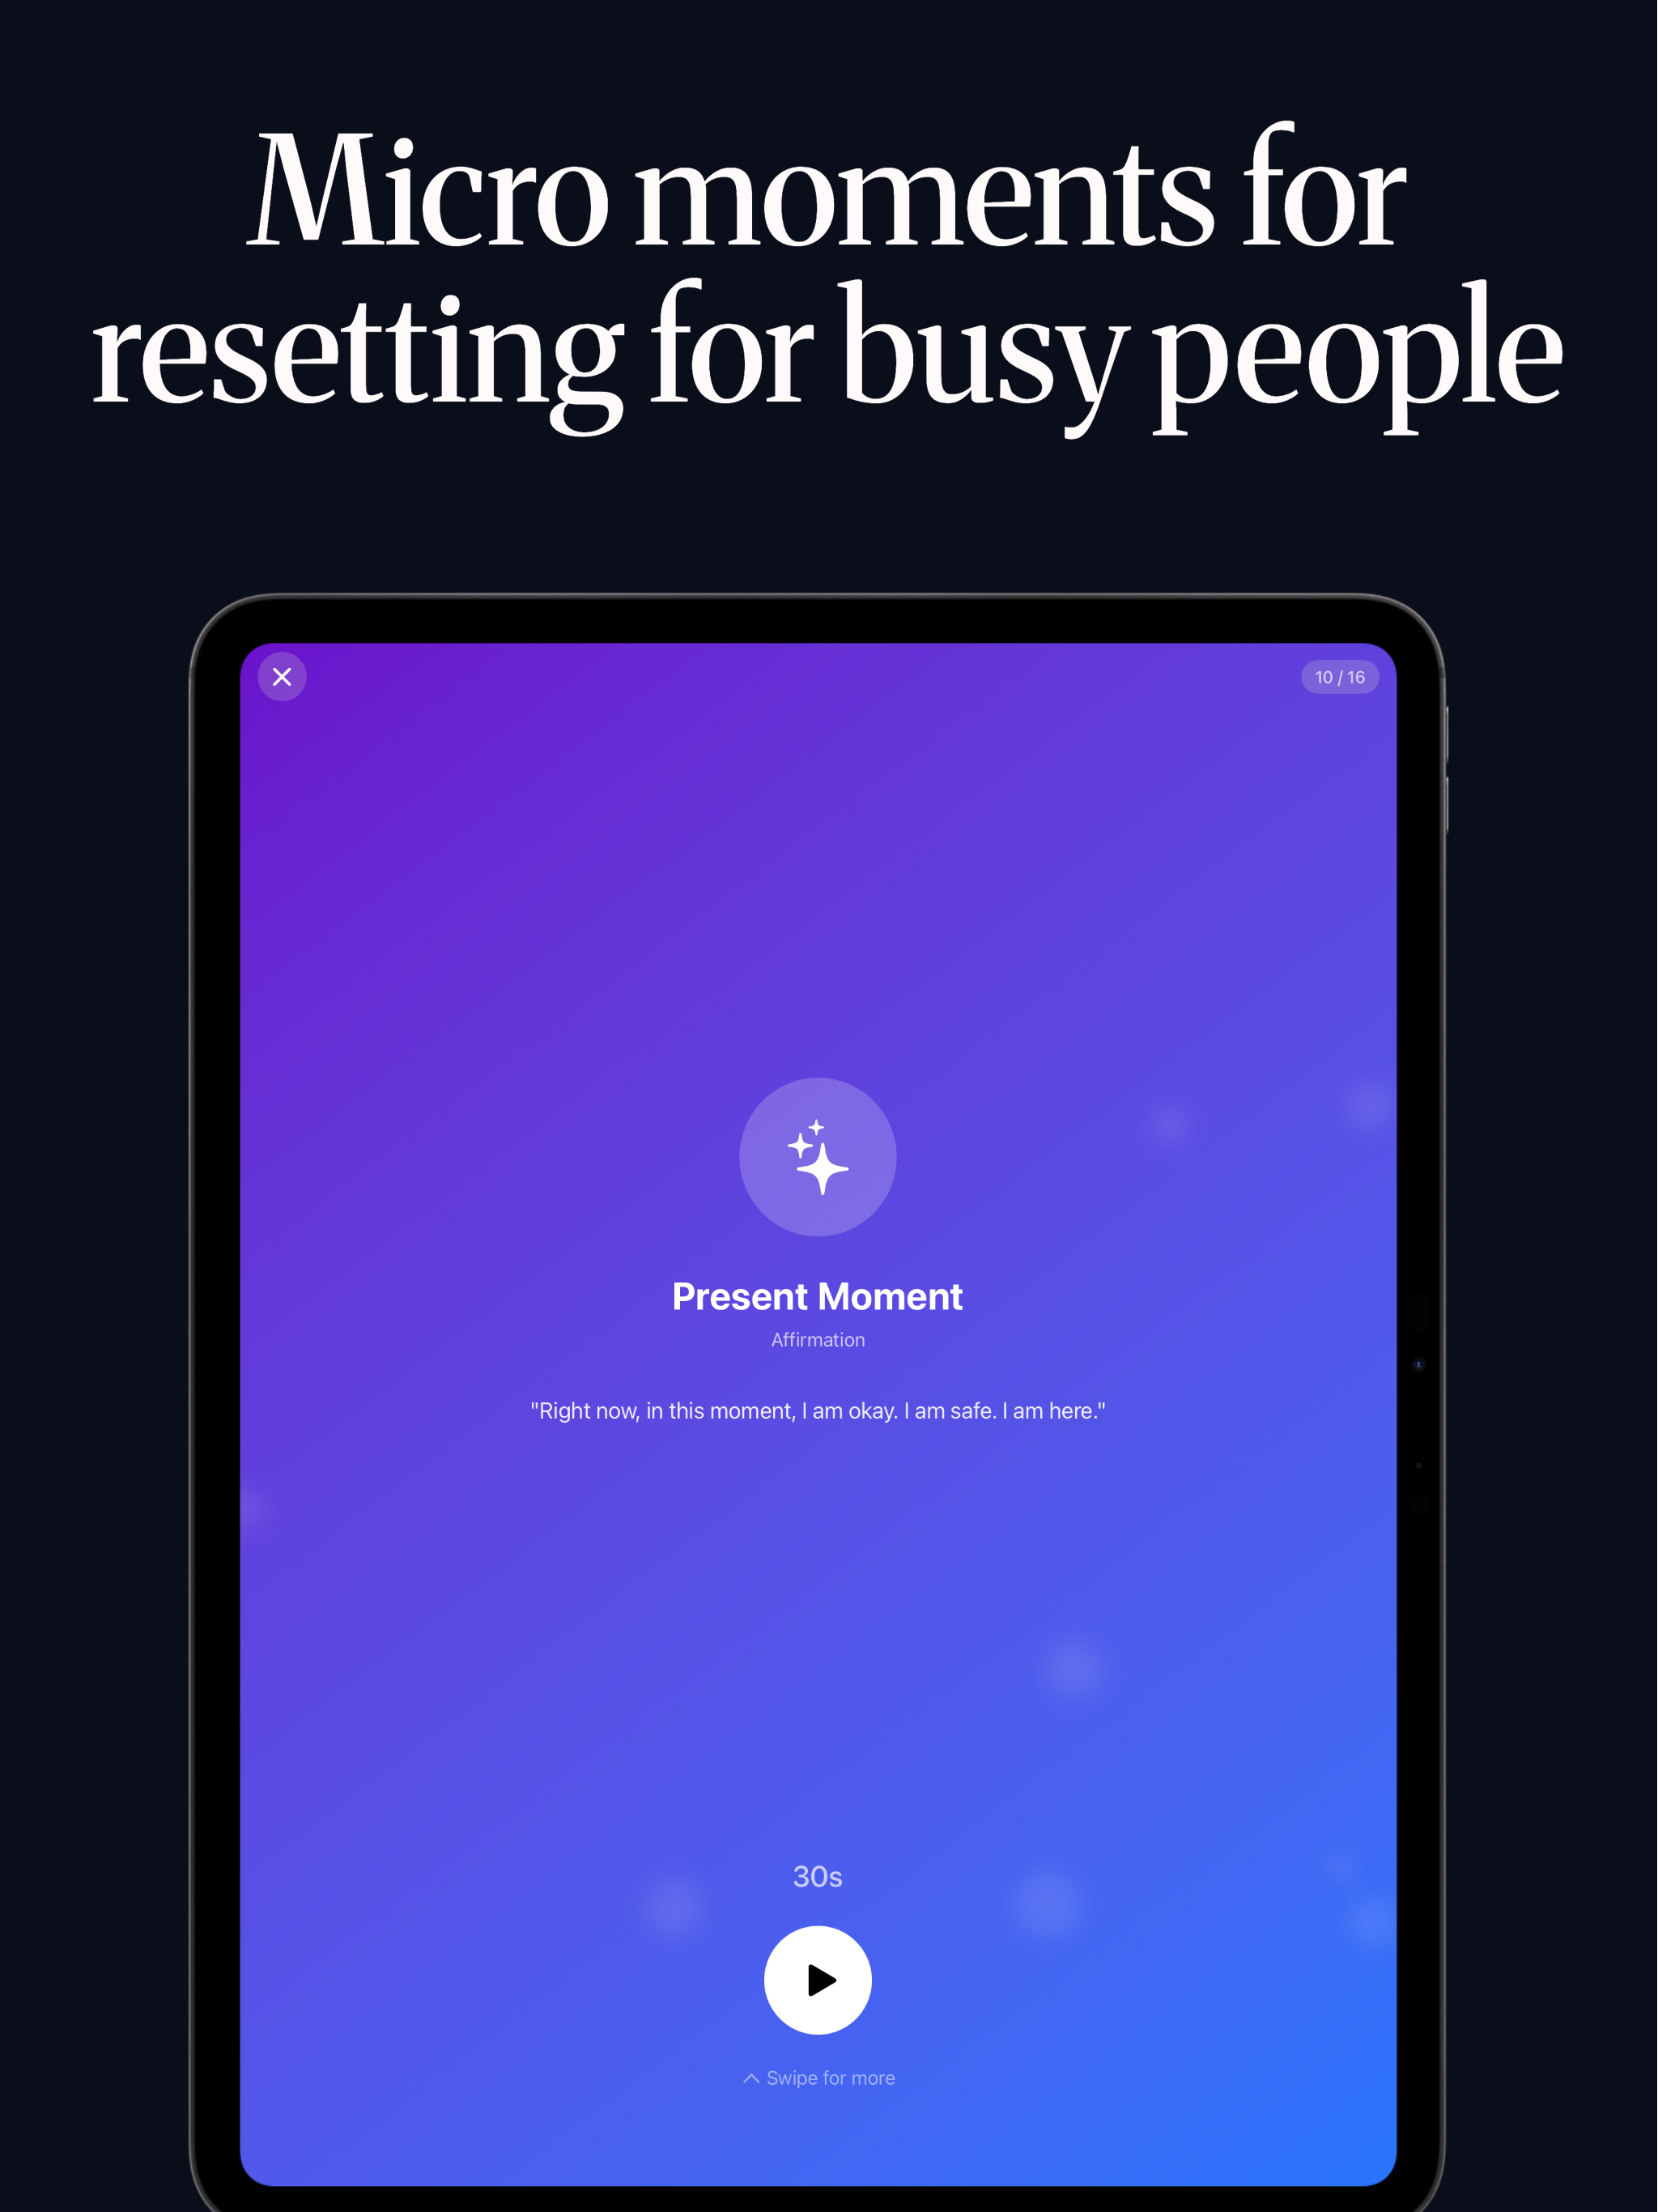 Micro moments for
resetting for busy people
10 / 16
Present Moment
Affirmation
"Right now, in this moment, I am okay. I am safe. I am here."
30s
Swipe for more